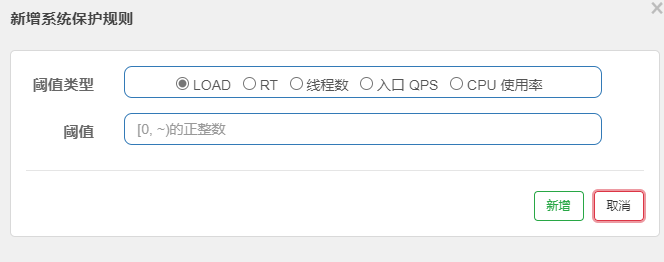 新增系统保护规则
×
阈值类型 LOAD RT 线程数 入口 QPS CPU 使用率
阈值 [0, ~)的正整数
新增 取消